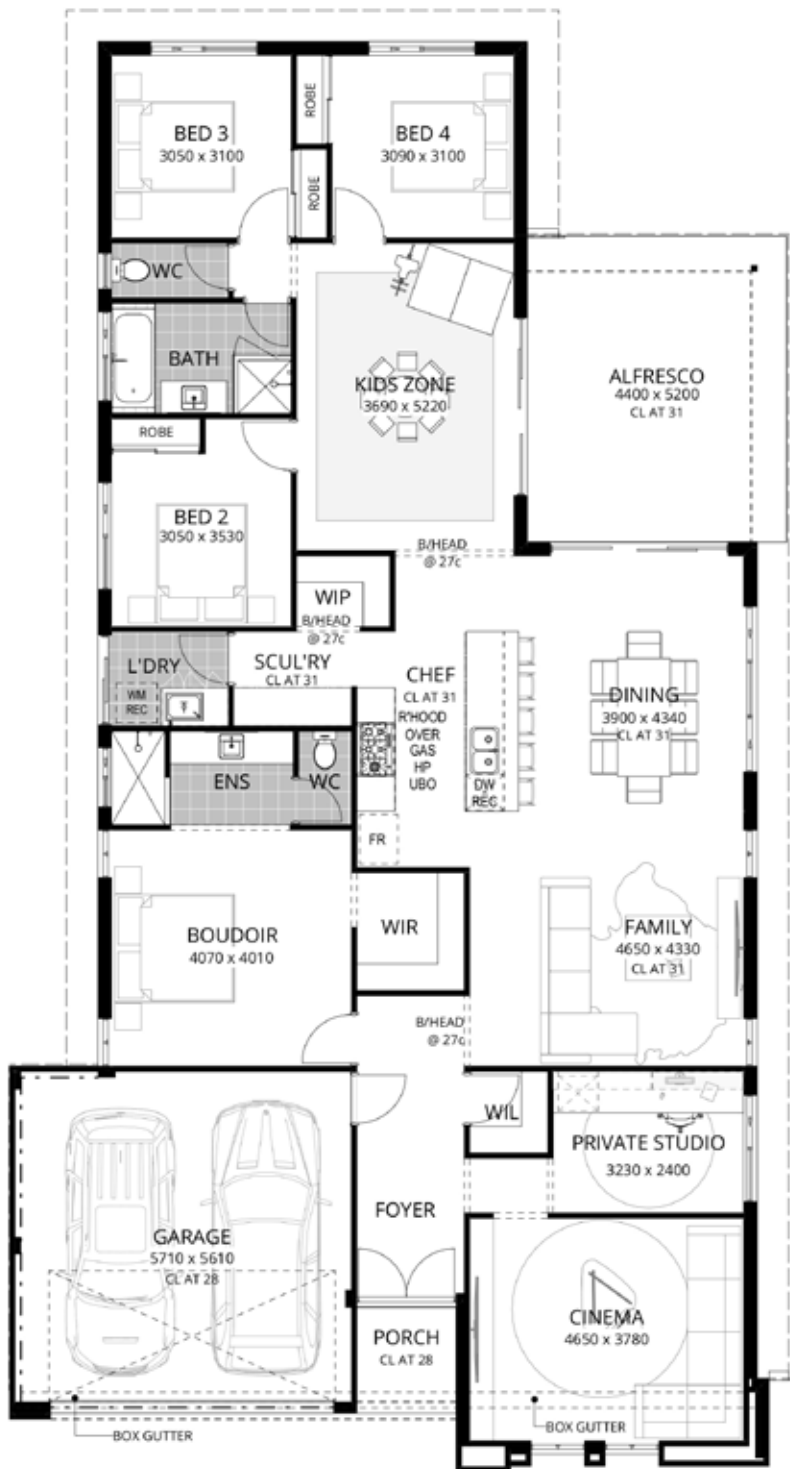 BED 3
3050 x 3100
ROBE
ROBE
BED 4
3090 x 3100
WC
BATH
KIDS ZONE
3690 x 5220
ALFRESCO
4400 x 5200
CL AT 31
ROBE
BED 2
3050 x 3530
B/HEAD
@ 27c
WIP
B/HEAD
@ 27c
L'DRY
WM
REC
SCUL'RY
CL AT 31
CHEF
CL AT 31
R'HOOD
OVER
GAS
HP
UBO
DW
REC
DINING
3900 x 4340
CL AT 31
ENS
WC
FR
BOUDOIR
4070 x 4010
WIR
FAMILY
4650 x 4330
CL AT 31
B/HEAD
@ 27c
WIL
PRIVATE STUDIO
3230 x 2400
FOYER
GARAGE
5710 x 5610
CL AT 28
PORCH
CL AT 28
CINEMA
4650 x 3780
BOX GUTTER
BOX GUTTER